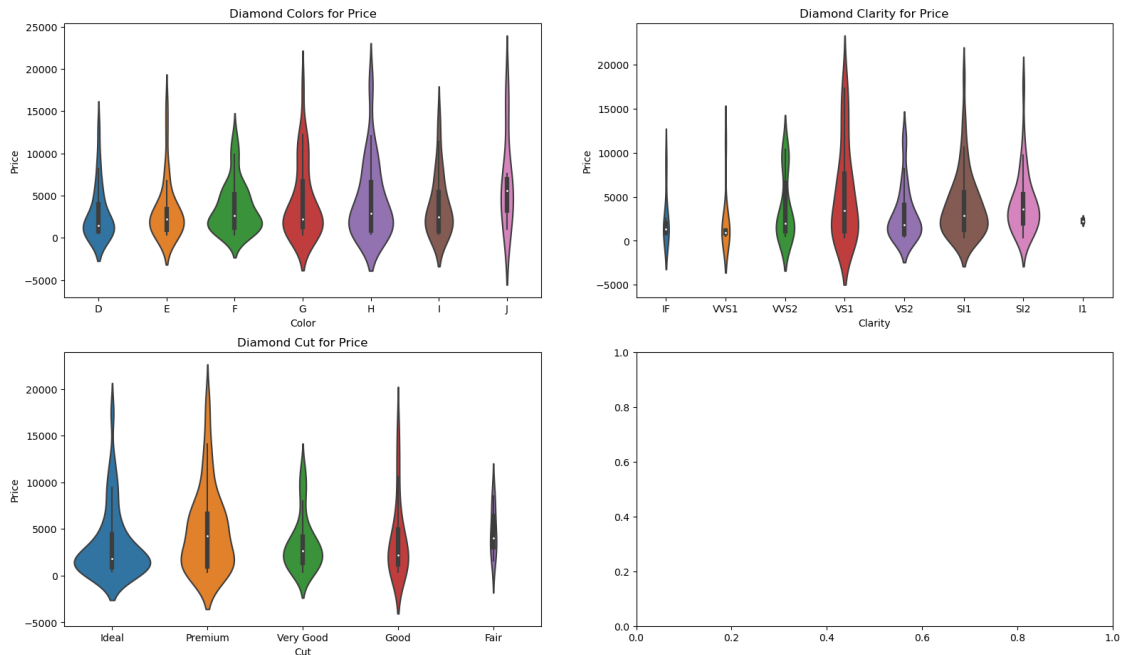 Diamond Colors for Price
Price
25000
20000
15000
10000
5000
0
−5000
D E F G H I J
Color
Diamond Clarity for Price
Price
20000
15000
10000
5000
0
−5000
IF VVS1 VVS2 VS1 VS2 SI1 SI2 I1
Clarity
Diamond Cut for Price
Price
20000
15000
10000
5000
0
−5000
Ideal Premium Very Good Good Fair
Cut
1.0
0.8
0.6
0.4
0.2
0.0
0.0 0.2 0.4 0.6 0.8 1.0